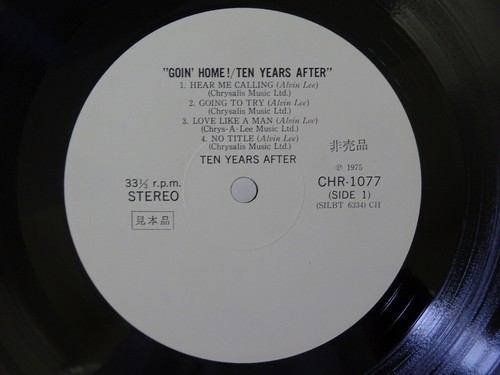 "GOIN' HOME!/TEN YEARS AFTER"
1. HEAR ME CALLING (Alvin Lee)
(Chrysalis Music Ltd.)
2. GOING TO TRY (Alvin Lee)
(Chrysalis Music Ltd.)
3. LOVE LIKE A MAN (Alvin Lee)
(Chrys-A-Lee Music Ltd.)
4. NO TITLE (Alvin Lee)
(Chrysalis Music Ltd.)
TEN YEARS AFTER
非売品
℗ 1975
33⅓ r.p.m.
STEREO
CHR-1077
(SIDE 1)
(SILBT 6334) CH
見本品